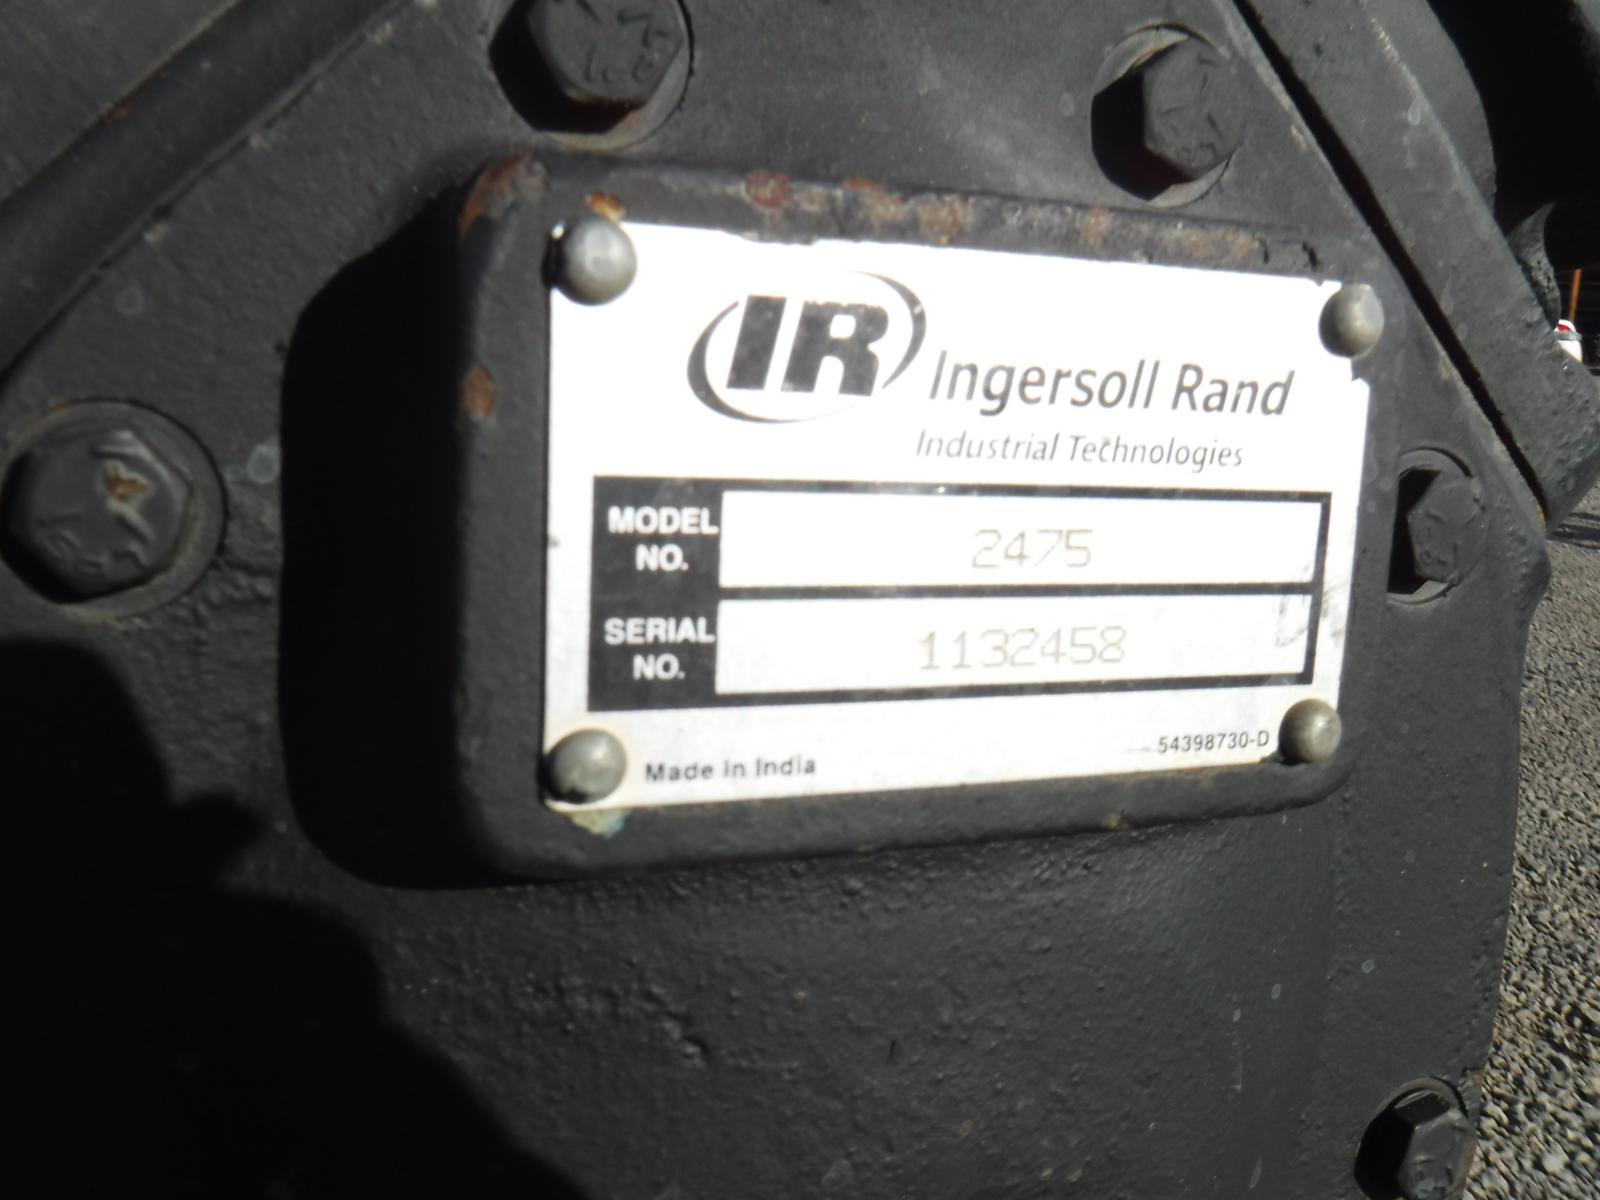 IR Ingersoll Rand
Industrial Technologies
MODEL NO. 2475
SERIAL NO. 1132458
Made in India
54398730-D